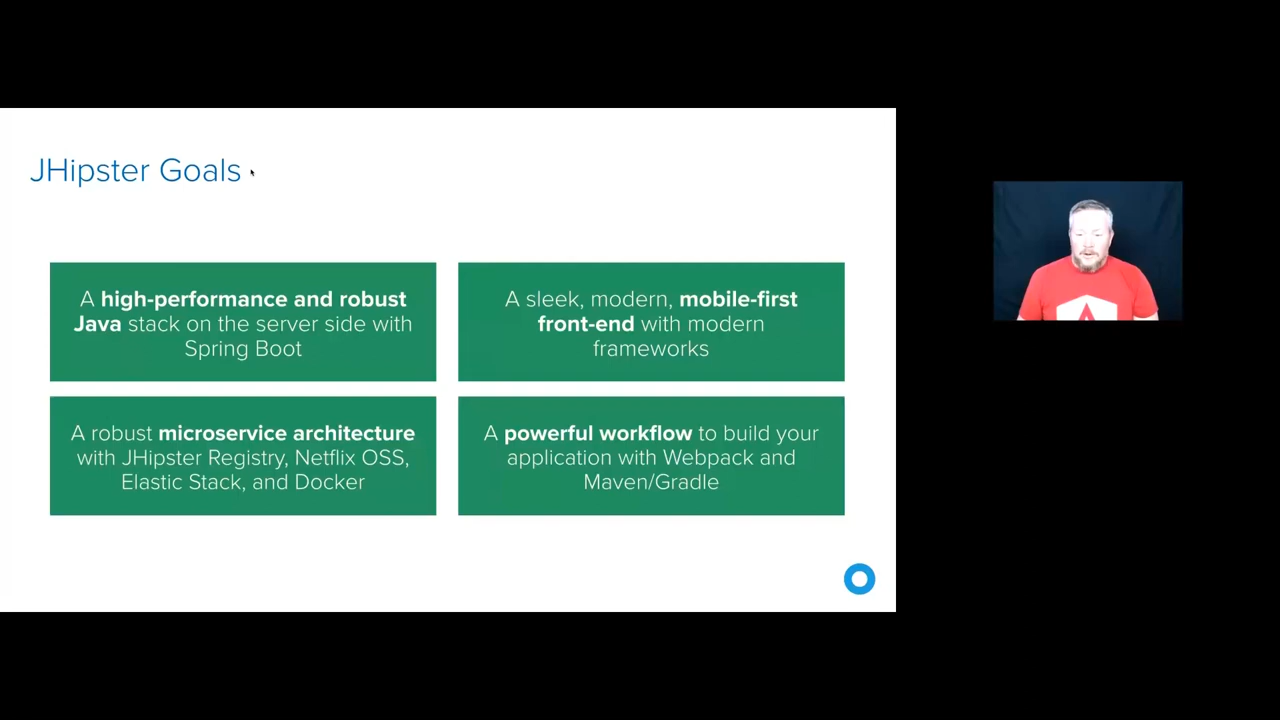 JHipster Goals
A high-performance and robust
Java stack on the server side with
Spring Boot
A sleek, modern, mobile-first
front-end with modern
frameworks
A robust microservice architecture
with JHipster Registry, Netflix OSS,
Elastic Stack, and Docker
A powerful workflow to build your
application with Webpack and
Maven/Gradle